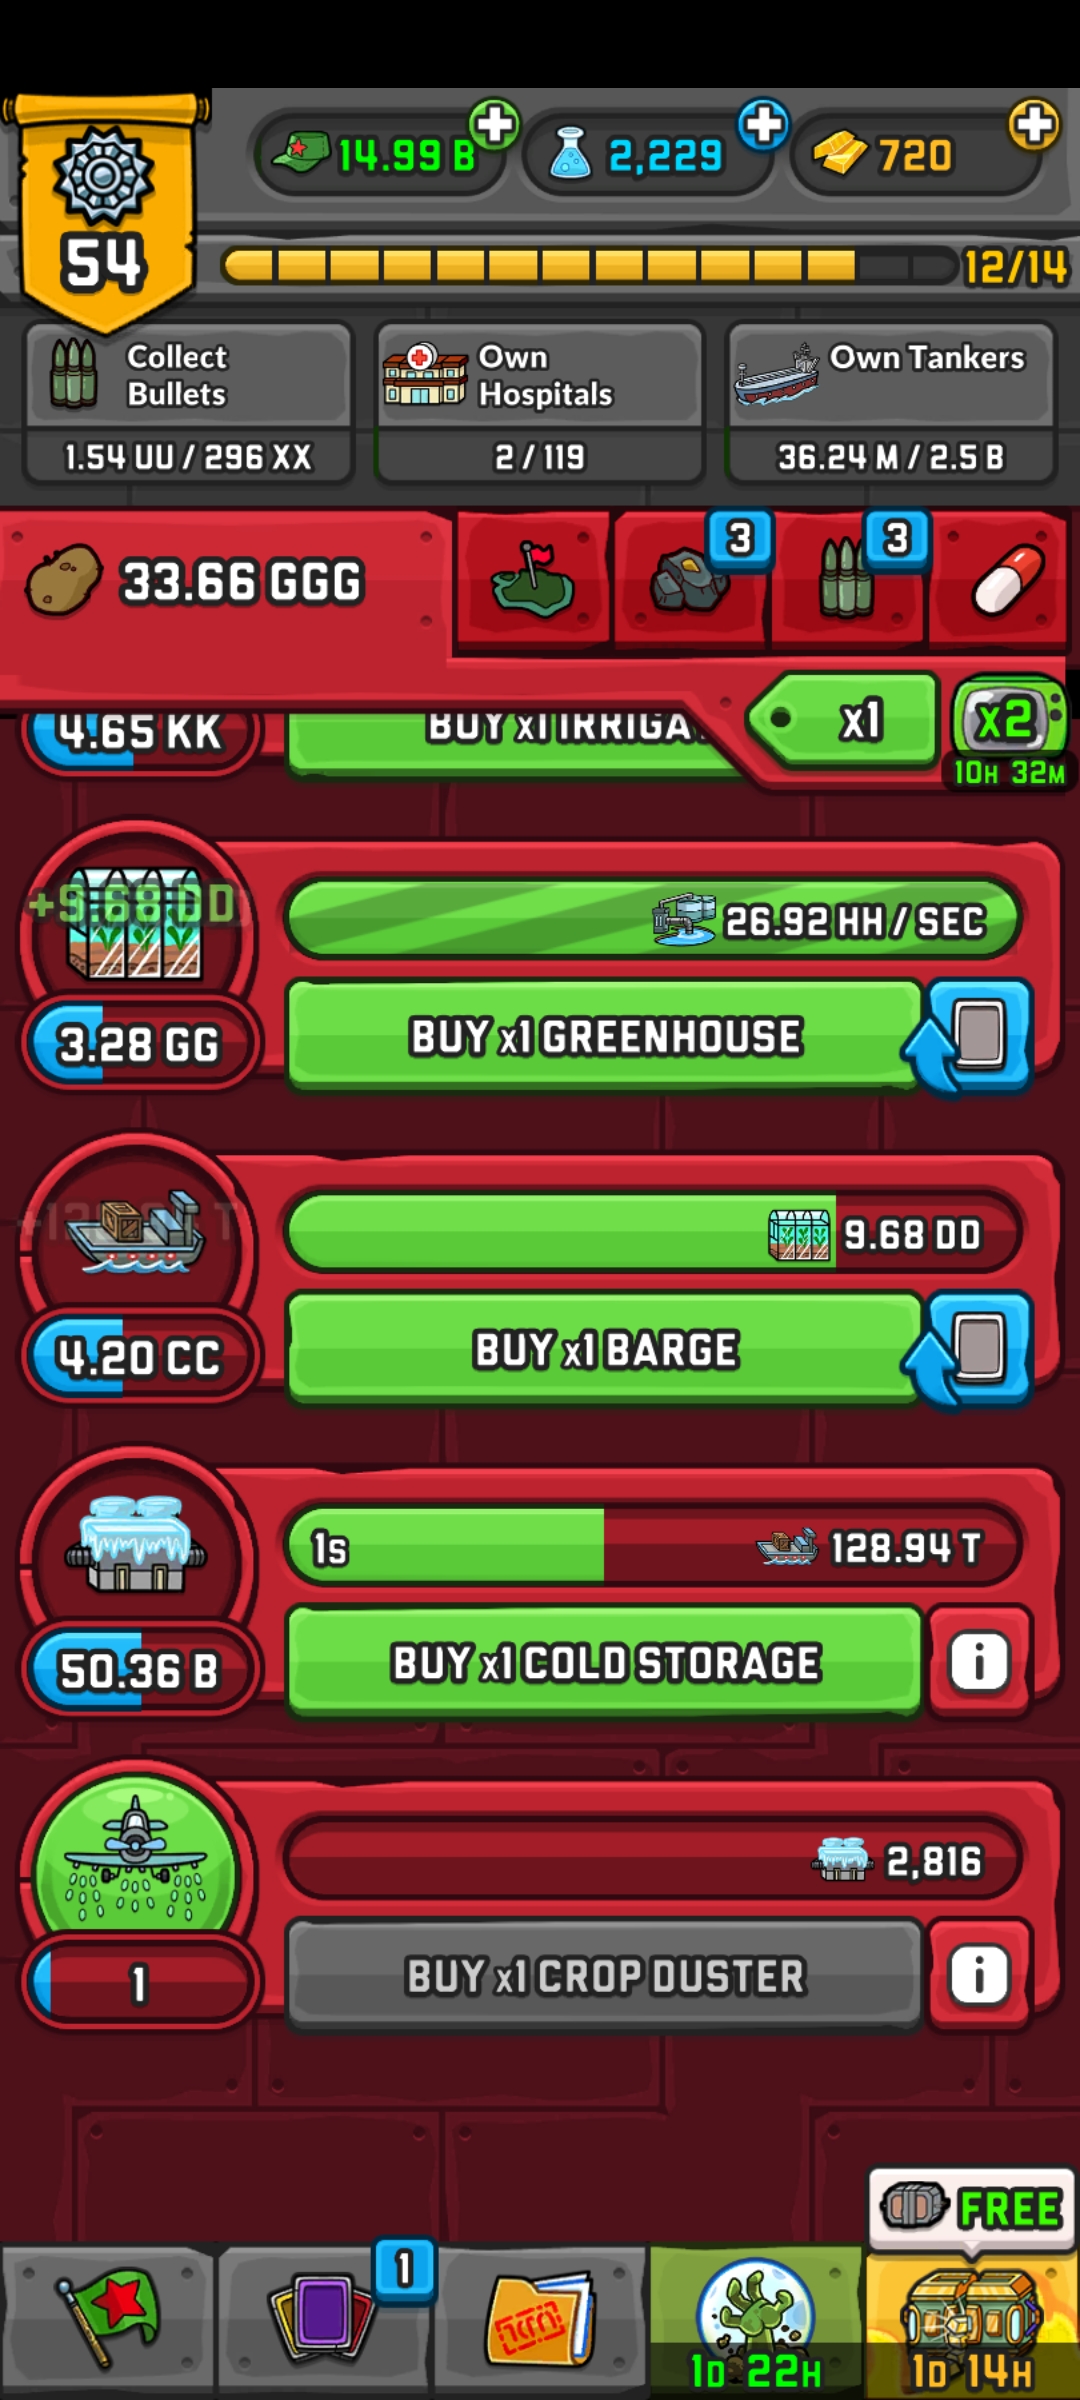 14.99 B
2,229
720
54
12/14
Collect
Bullets
1.54 UU / 296 XX
Own
Hospitals
2 / 119
Own Tankers
36.24 M / 2.5 B
33.66 GGG
3
3
x1
x2
10H 32M
4.65 KK
BUY x1 IRRIGA
+9.68 DD
26.92 HH / SEC
3.28 GG
BUY x1 GREENHOUSE
9.68 DD
4.20 CC
BUY x1 BARGE
1s
128.94 T
50.36 B
BUY x1 COLD STORAGE
i
2,816
1
BUY x1 CROP DUSTER
i
FREE
1
1D 22H
1D 14H